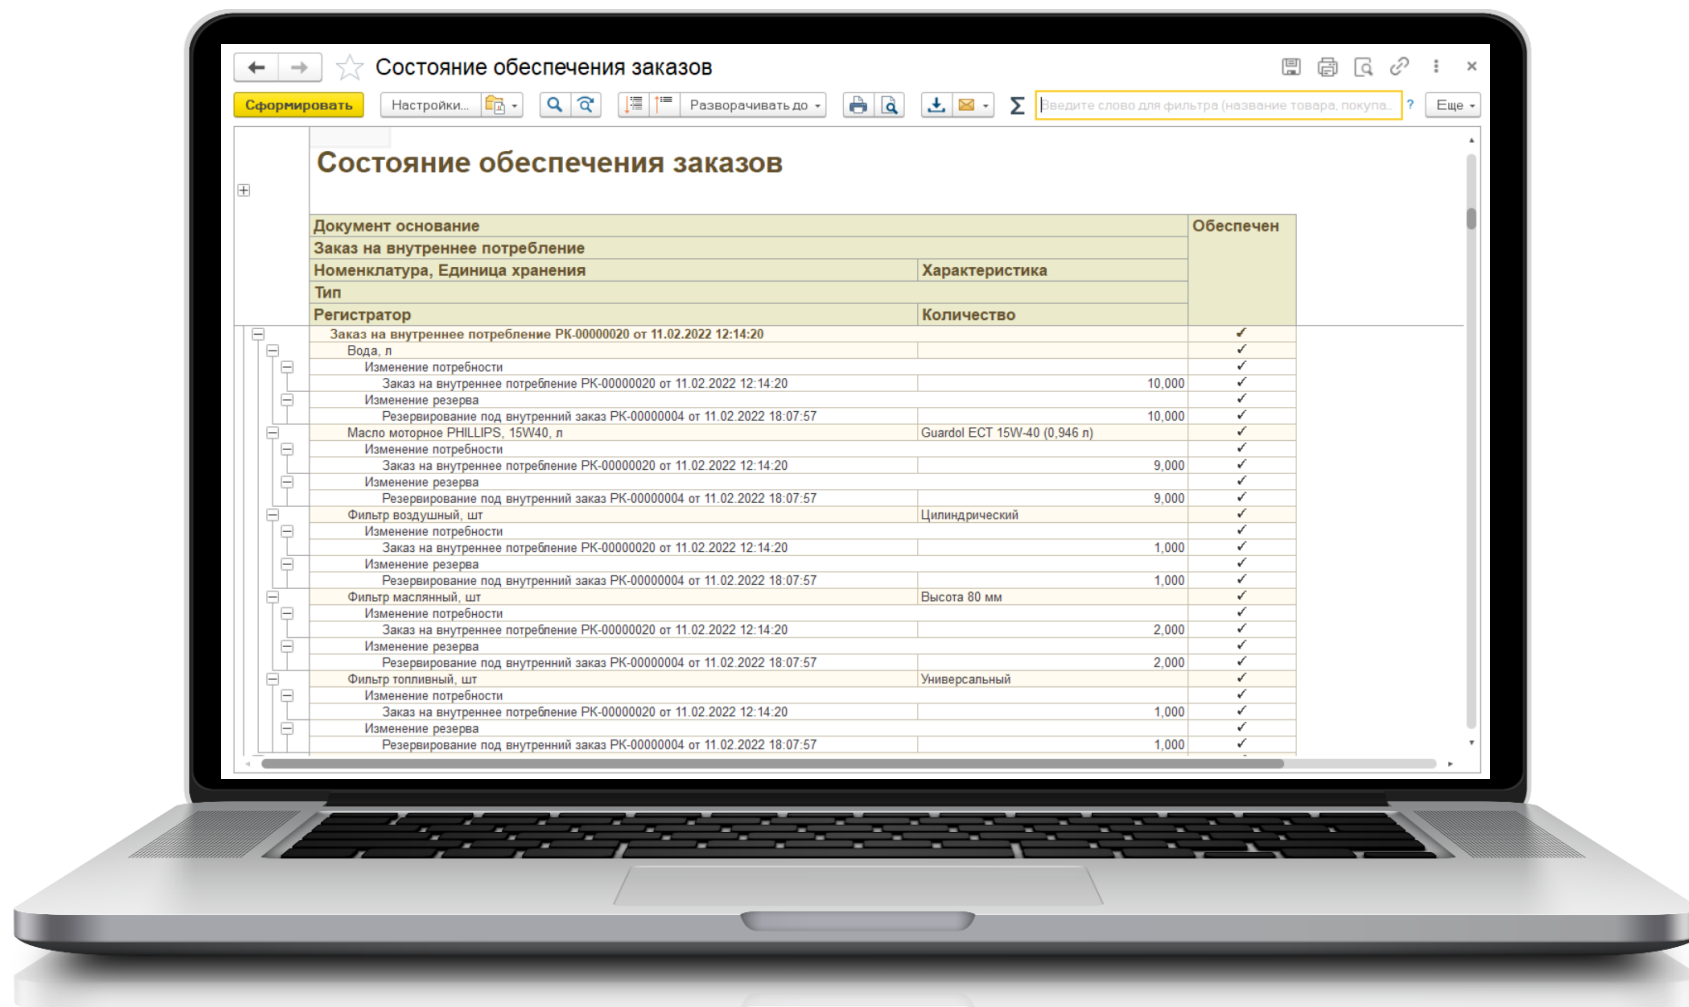 Состояние обеспечения заказов
Сформировать Настройки... Разворачивать до Σ Введите слово для фильтра (название товара, покупа... ? Еще
Состояние обеспечения заказов
Документ основание Обеспечен
Заказ на внутреннее потребление
Номенклатура, Единица хранения Характеристика
Тип
Регистратор Количество
Заказ на внутреннее потребление РК-00000020 от 11.02.2022 12:14:20 ✓
Вода, л ✓
Изменение потребности ✓
Заказ на внутреннее потребление РК-00000020 от 11.02.2022 12:14:20 10,000 ✓
Изменение резерва ✓
Резервирование под внутренний заказ РК-00000004 от 11.02.2022 18:07:57 10,000 ✓
Масло моторное PHILLIPS, 15W40, л Guardol ECT 15W-40 (0,946 л) ✓
Изменение потребности ✓
Заказ на внутреннее потребление РК-00000020 от 11.02.2022 12:14:20 9,000 ✓
Изменение резерва ✓
Резервирование под внутренний заказ РК-00000004 от 11.02.2022 18:07:57 9,000 ✓
Фильтр воздушный, шт Цилиндрический ✓
Изменение потребности ✓
Заказ на внутреннее потребление РК-00000020 от 11.02.2022 12:14:20 1,000 ✓
Изменение резерва ✓
Резервирование под внутренний заказ РК-00000004 от 11.02.2022 18:07:57 1,000 ✓
Фильтр маслянный, шт Высота 80 мм ✓
Изменение потребности ✓
Заказ на внутреннее потребление РК-00000020 от 11.02.2022 12:14:20 2,000 ✓
Изменение резерва ✓
Резервирование под внутренний заказ РК-00000004 от 11.02.2022 18:07:57 2,000 ✓
Фильтр топливный, шт Универсальный ✓
Изменение потребности ✓
Заказ на внутреннее потребление РК-00000020 от 11.02.2022 12:14:20 1,000 ✓
Изменение резерва ✓
Резервирование под внутренний заказ РК-00000004 от 11.02.2022 18:07:57 1,000 ✓